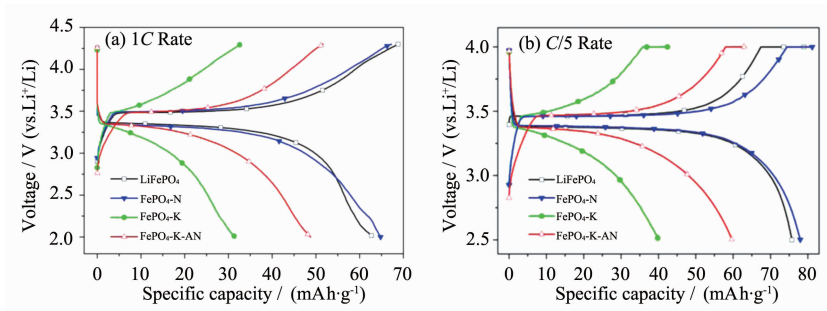 (a) 1C Rate
Voltage / V (vs.Li⁺/Li)
4.5
4.0
3.5
3.0
2.5
2.0
LiFePO₄
FePO₄-N
FePO₄-K
FePO₄-K-AN
0 10 20 30 40 50 60 70
Specific capacity / (mAh·g⁻¹)
(b) C/5 Rate
Voltage / V (vs.Li⁺/Li)
4.0
3.5
3.0
2.5
LiFePO₄
FePO₄-N
FePO₄-K
FePO₄-K-AN
0 10 20 30 40 50 60 70 80
Specific capacity / (mAh·g⁻¹)